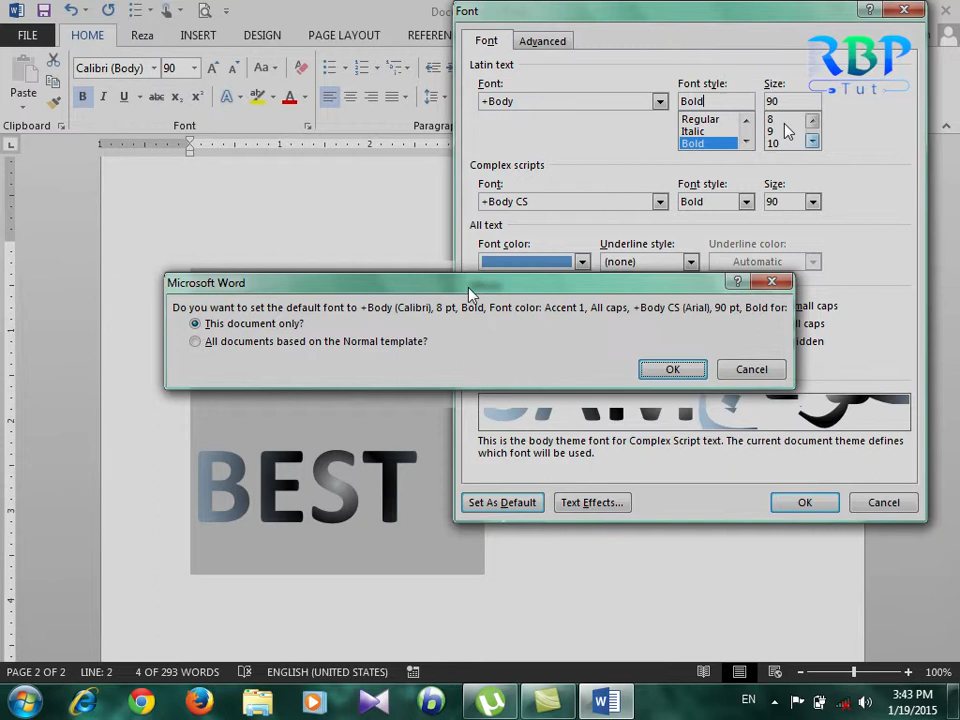 Doc
Font
FILE
HOME
Reza
INSERT
DESIGN
PAGE LAYOUT
REFEREN
Font
Advanced
RBP
Tut
Latin text
Paste
Calibri (Body)
90
Aa
B I U
Clipboard
Font
Font:
Font style:
Size:
+Body
Bold
90
Regular
Italic
Bold
8
9
10
Complex scripts
Font:
Font style:
Size:
+Body CS
Bold
90
All text
Font color:
Underline style:
Underline color:
(none)
Automatic
Microsoft Word
Do you want to set the default font to +Body (Calibri), 8 pt, Bold, Font color: Accent 1, All caps, +Body CS (Arial), 90 pt, Bold for:
This document only?
All documents based on the Normal template?
OK
Cancel
mall caps
ll caps
idden
This is the body theme font for Complex Script text. The current document theme defines
which font will be used.
Set As Default
Text Effects...
OK
Cancel
BEST
PAGE 2 OF 2
LINE: 2
4 OF 293 WORDS
ENGLISH (UNITED STATES)
100%
EN
3:43 PM
1/19/2015